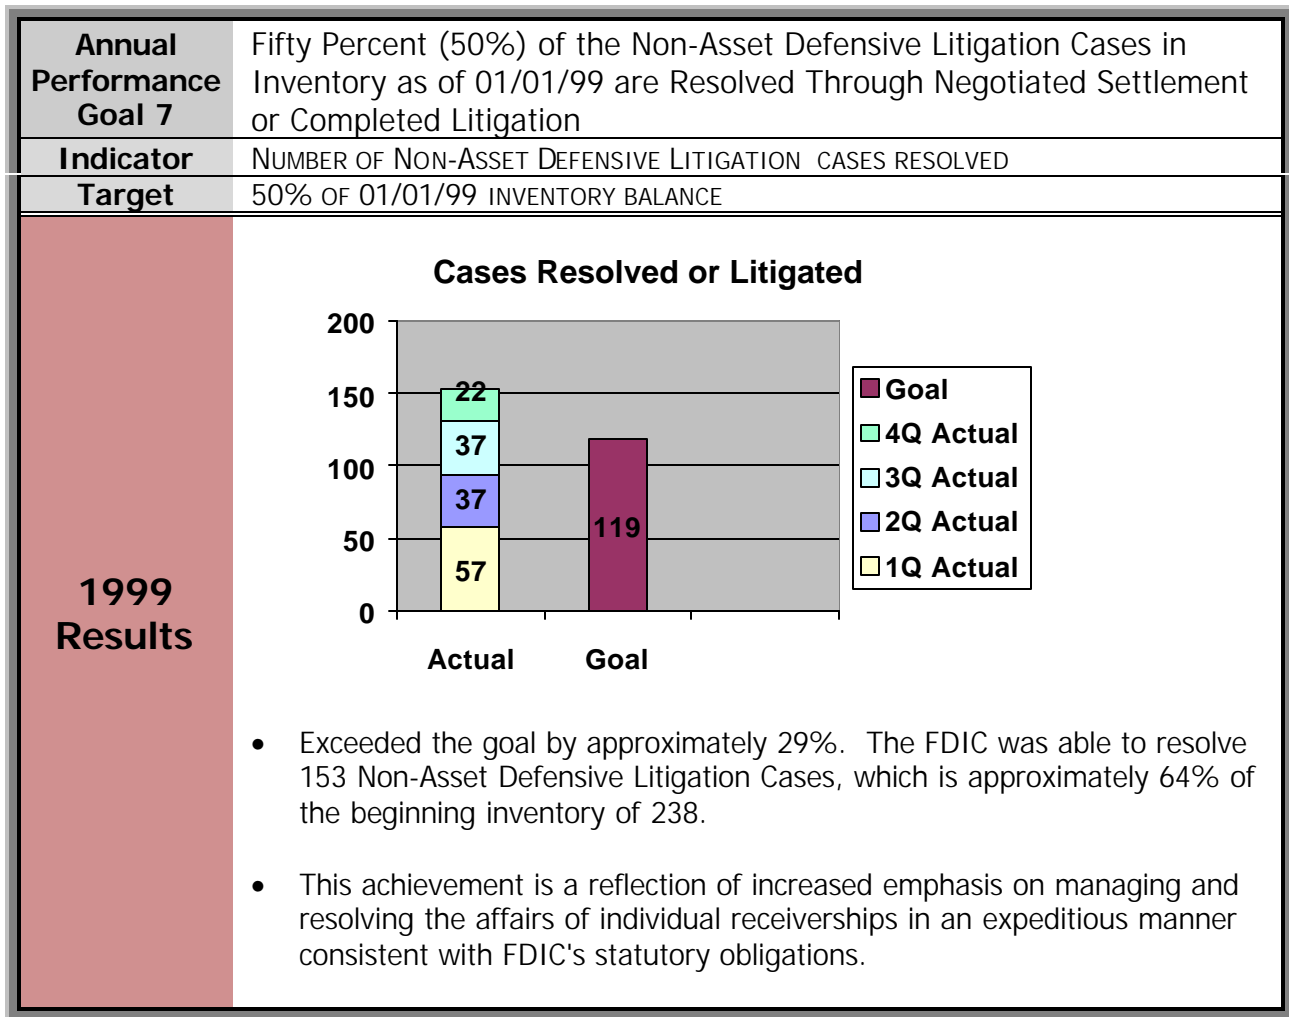 Annual
Performance
Goal 7
Fifty Percent (50%) of the Non-Asset Defensive Litigation Cases in
Inventory as of 01/01/99 are Resolved Through Negotiated Settlement
or Completed Litigation
Indicator
NUMBER OF NON-ASSET DEFENSIVE LITIGATION CASES RESOLVED
Target
50% OF 01/01/99 INVENTORY BALANCE
1999
Results
Cases Resolved or Litigated
200
150
100
50
0
22
37
37
57
119
Actual
Goal
Goal
4Q Actual
3Q Actual
2Q Actual
1Q Actual
• Exceeded the goal by approximately 29%. The FDIC was able to resolve
153 Non-Asset Defensive Litigation Cases, which is approximately 64% of
the beginning inventory of 238.
• This achievement is a reflection of increased emphasis on managing and
resolving the affairs of individual receiverships in an expeditious manner
consistent with FDIC's statutory obligations.